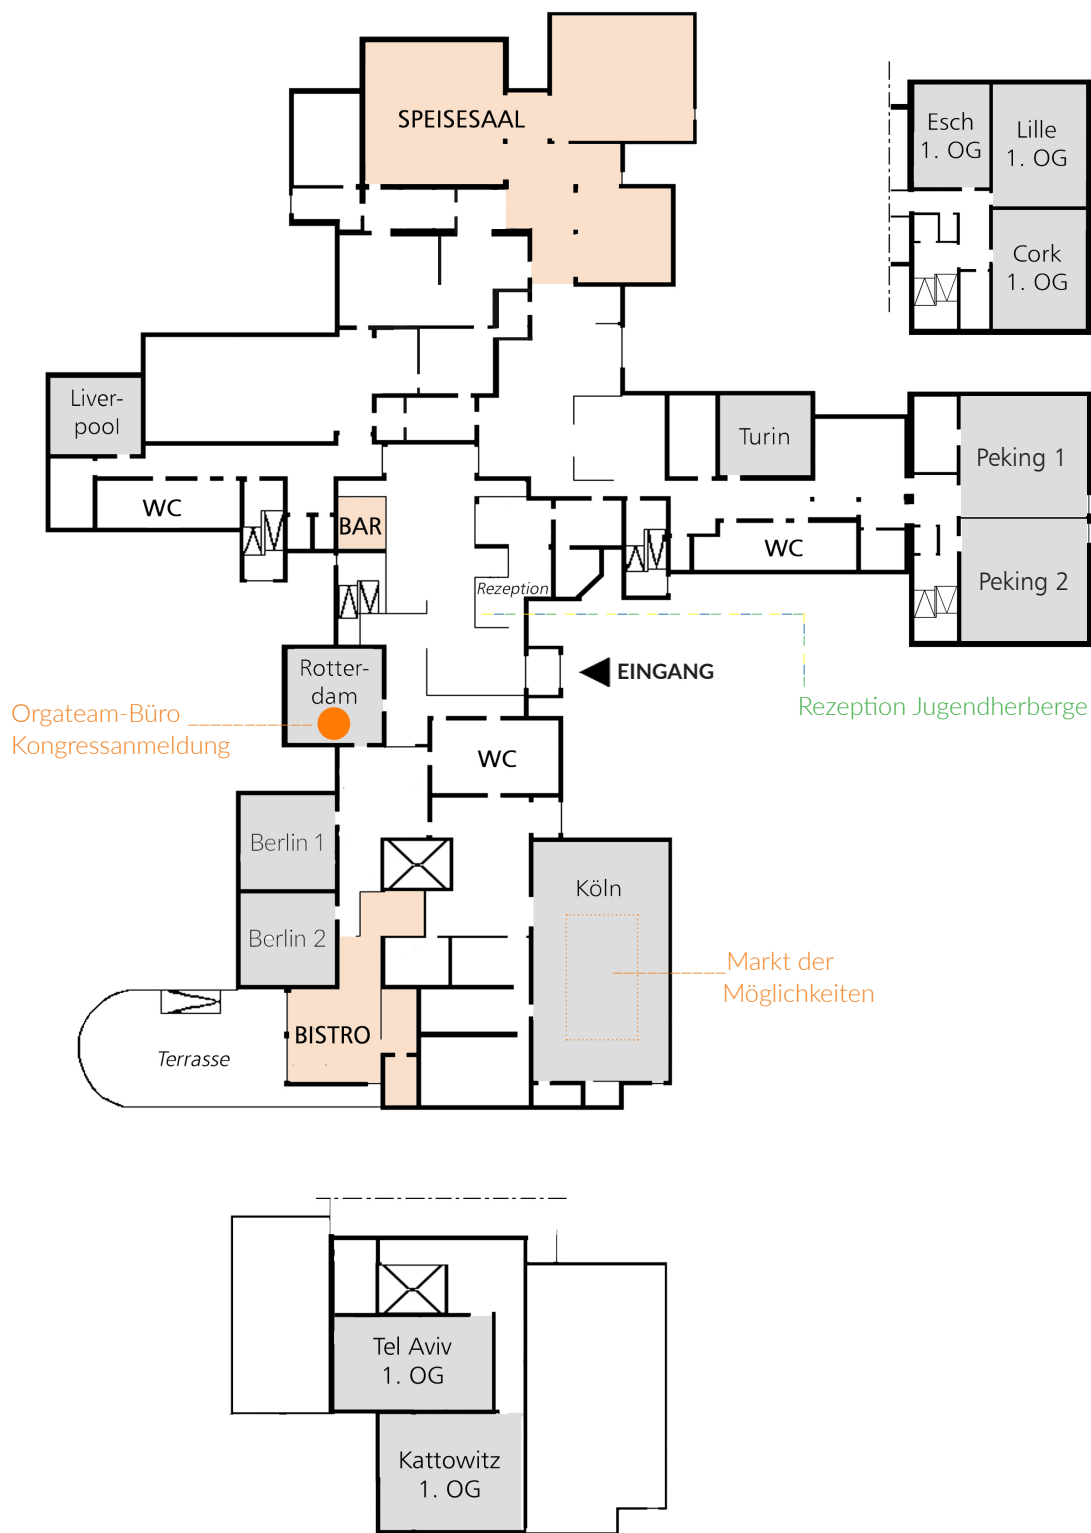 SPEISESAAL
Esch
1. OG
Lille
1. OG
Cork
1. OG
Liver-
pool
Turin
Peking 1
WC
BAR
WC
Rezeption
Peking 2
Rotter-
dam
EINGANG
Rezeption Jugendherberge
Orgateam-Büro
Kongressanmeldung
WC
Berlin 1
Köln
Berlin 2
Markt der
Möglichkeiten
BISTRO
Terrasse
Tel Aviv
1. OG
Kattowitz
1. OG